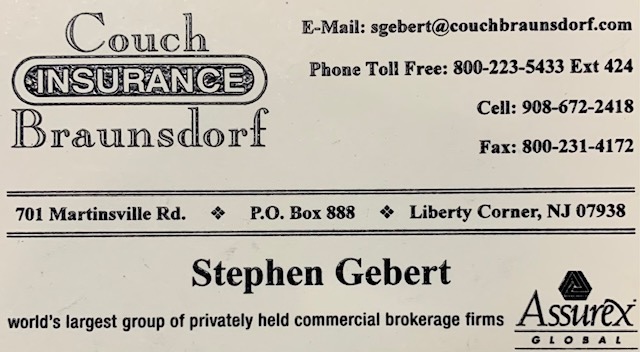 Couch
INSURANCE
Braunsdorf
E-Mail: sgebert@couchbraunsdorf.com
Phone Toll Free: 800-223-5433 Ext 424
Cell: 908-672-2418
Fax: 800-231-4172
701 Martinsville Rd. ❖ P.O. Box 888 ❖ Liberty Corner, NJ 07938
Stephen Gebert
world's largest group of privately held commercial brokerage firms
Assurex
GLOBAL